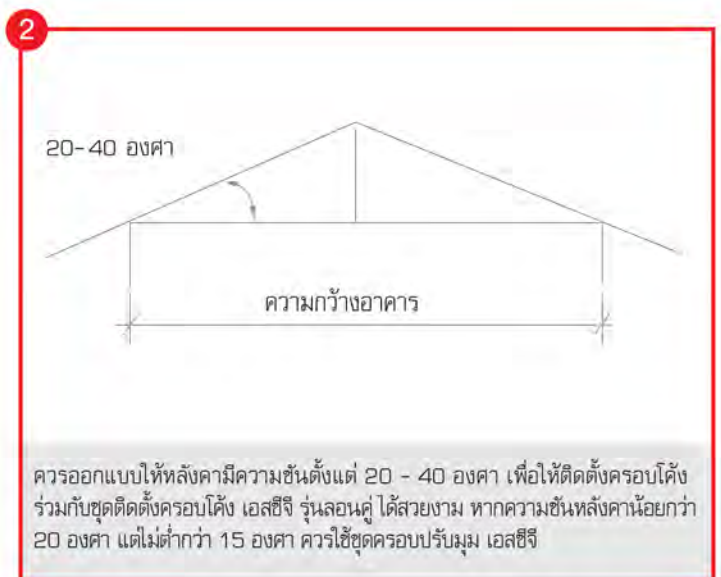 2
20-40 องศา
ความกว้างอาคาร
ควรออกแบบให้หลังคามีความชันตั้งแต่ 20 - 40 องศา เพื่อให้ติดตั้งครอบโค้ง
ร่วมกับชุดติดตั้งครอบโค้ง เอสซีจี รุ่นลอนคู่ ได้สวยงาม หากความชันหลังคาน้อยกว่า
20 องศา แต่ไม่ต่ำกว่า 15 องศา ควรใช้ชุดครอบปรับมุม เอสซีจี